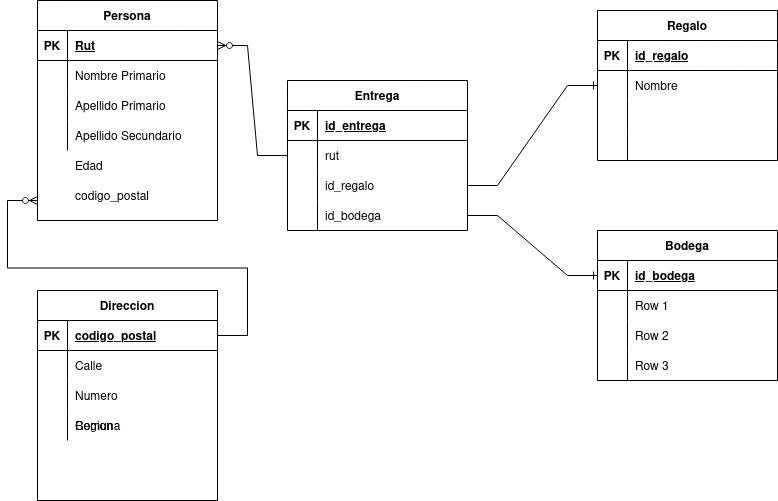 Persona
PK Rut
Nombre Primario
Apellido Primario
Apellido Secundario
Edad
codigo_postal
Entrega
PK id_entrega
rut
id_regalo
id_bodega
Regalo
PK id_regalo
Nombre
Bodega
PK id_bodega
Row 1
Row 2
Row 3
Direccion
PK codigo_postal
Calle
Numero